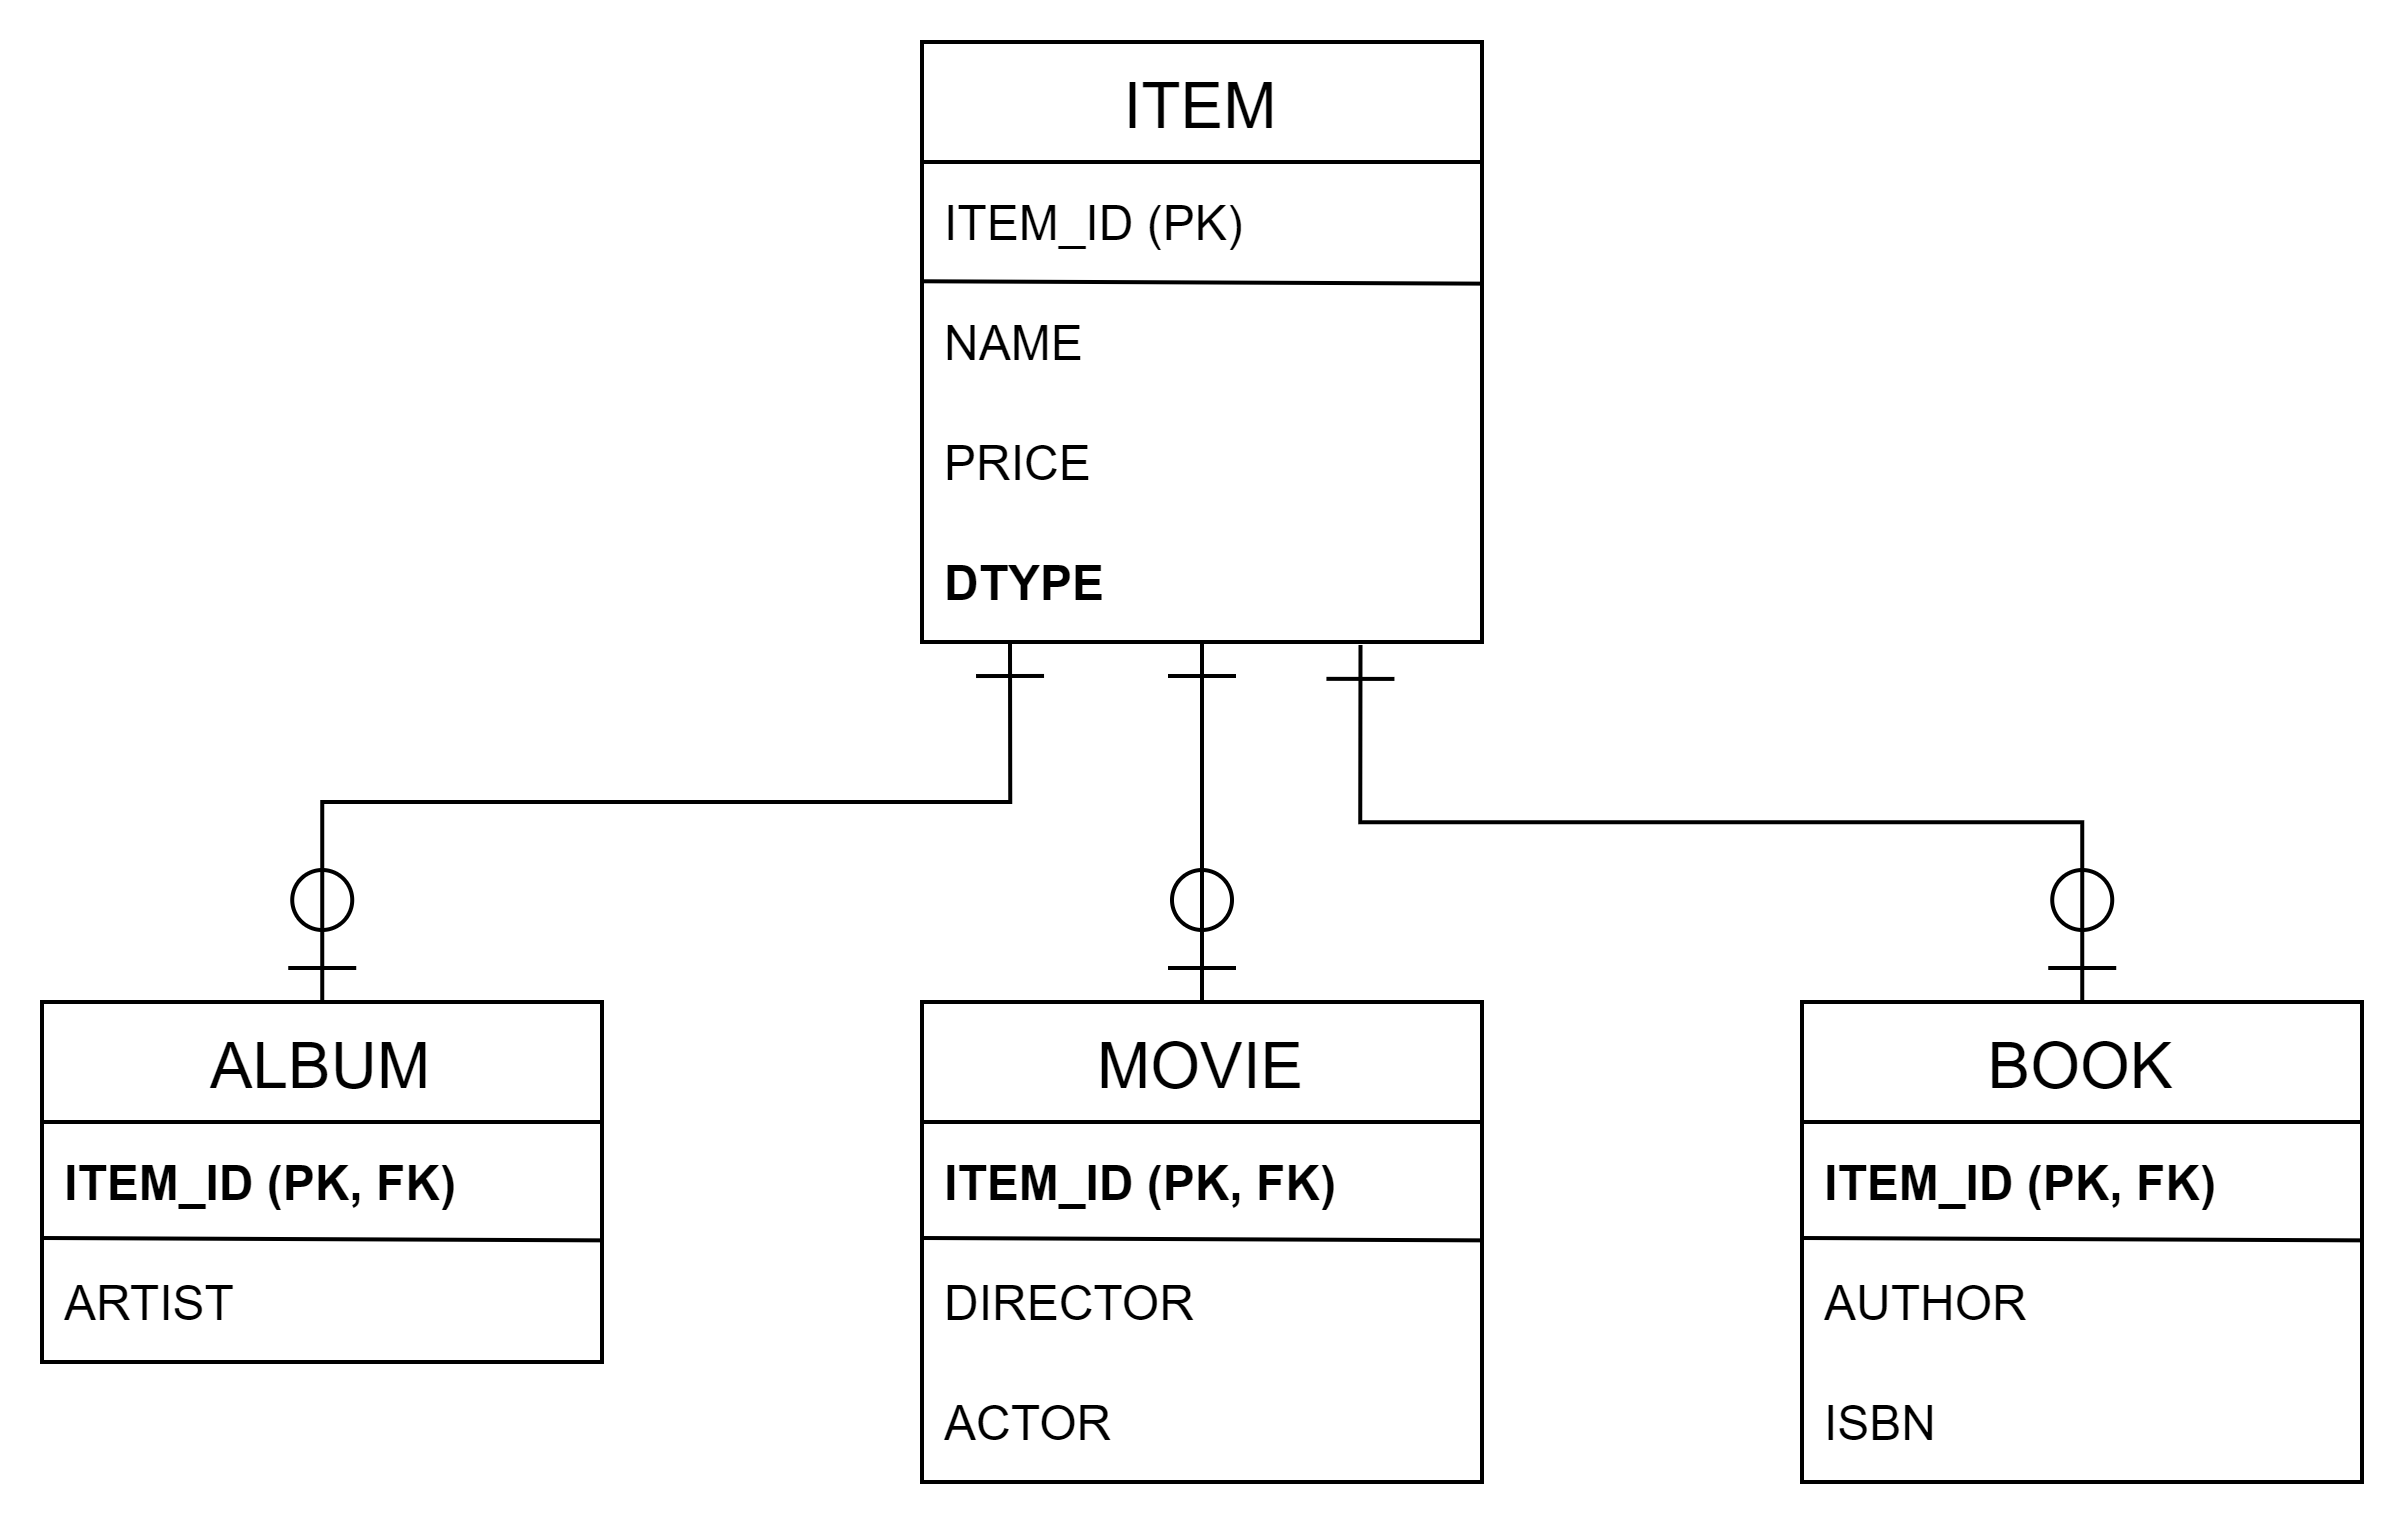 ITEM
ITEM_ID (PK)
NAME
PRICE
DTYPE
ALBUM
ITEM_ID (PK, FK)
ARTIST
MOVIE
ITEM_ID (PK, FK)
DIRECTOR
ACTOR
BOOK
ITEM_ID (PK, FK)
AUTHOR
ISBN